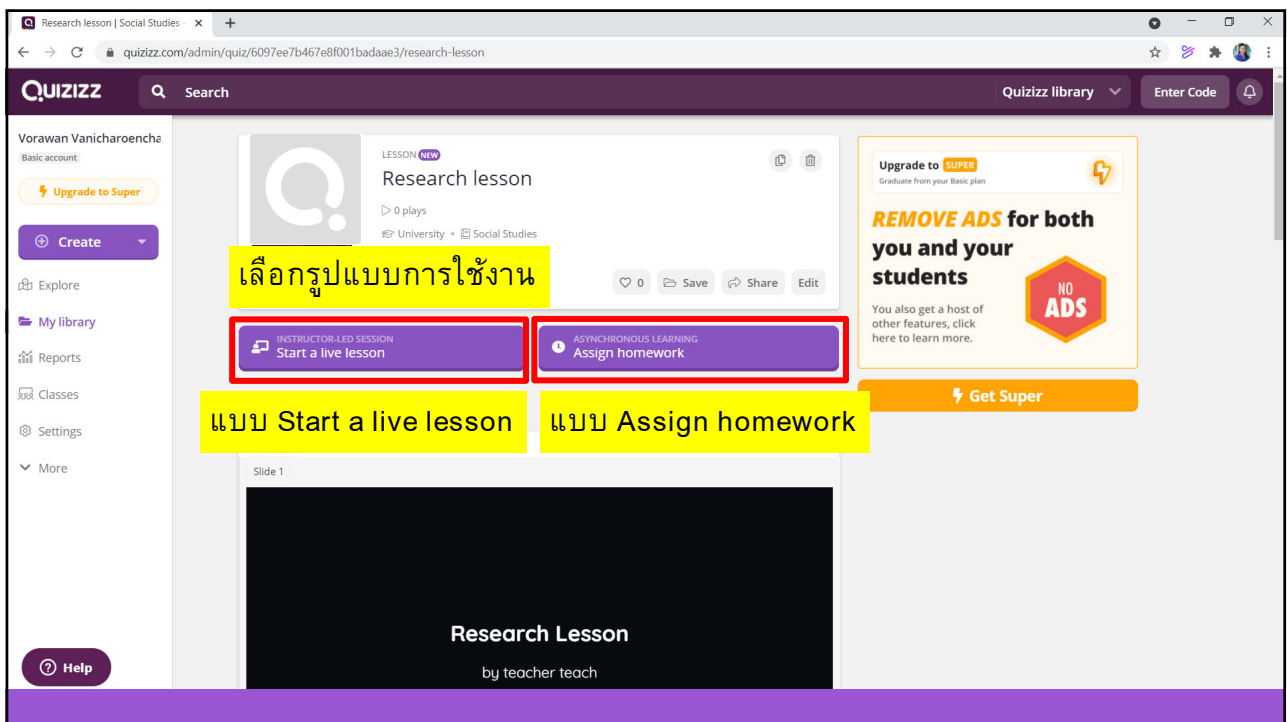 Research lesson | Social Studies -
quizizz.com/admin/quiz/6097ee7b467e8f001badaae3/research-lesson
QUIZIZZ
Search
Quizizz library
Enter Code
Vorawan Vanicharoencha
Basic account
Upgrade to Super
Create
Explore
My library
Reports
Classes
Settings
More
Help
LESSON NEW
Research lesson
0 plays
University • Social Studies
เลือกรูปแบบการใช้งาน
0 Save Share Edit
INSTRUCTOR-LED SESSION
Start a live lesson
ASYNCHRONOUS LEARNING
Assign homework
แบบ Start a live lesson
แบบ Assign homework
Slide 1
Research Lesson
by teacher teach
Upgrade to SUPER
Graduate from your Basic plan
REMOVE ADS for both
you and your
students
You also get a host of
other features, click
here to learn more.
NO
ADS
Get Super